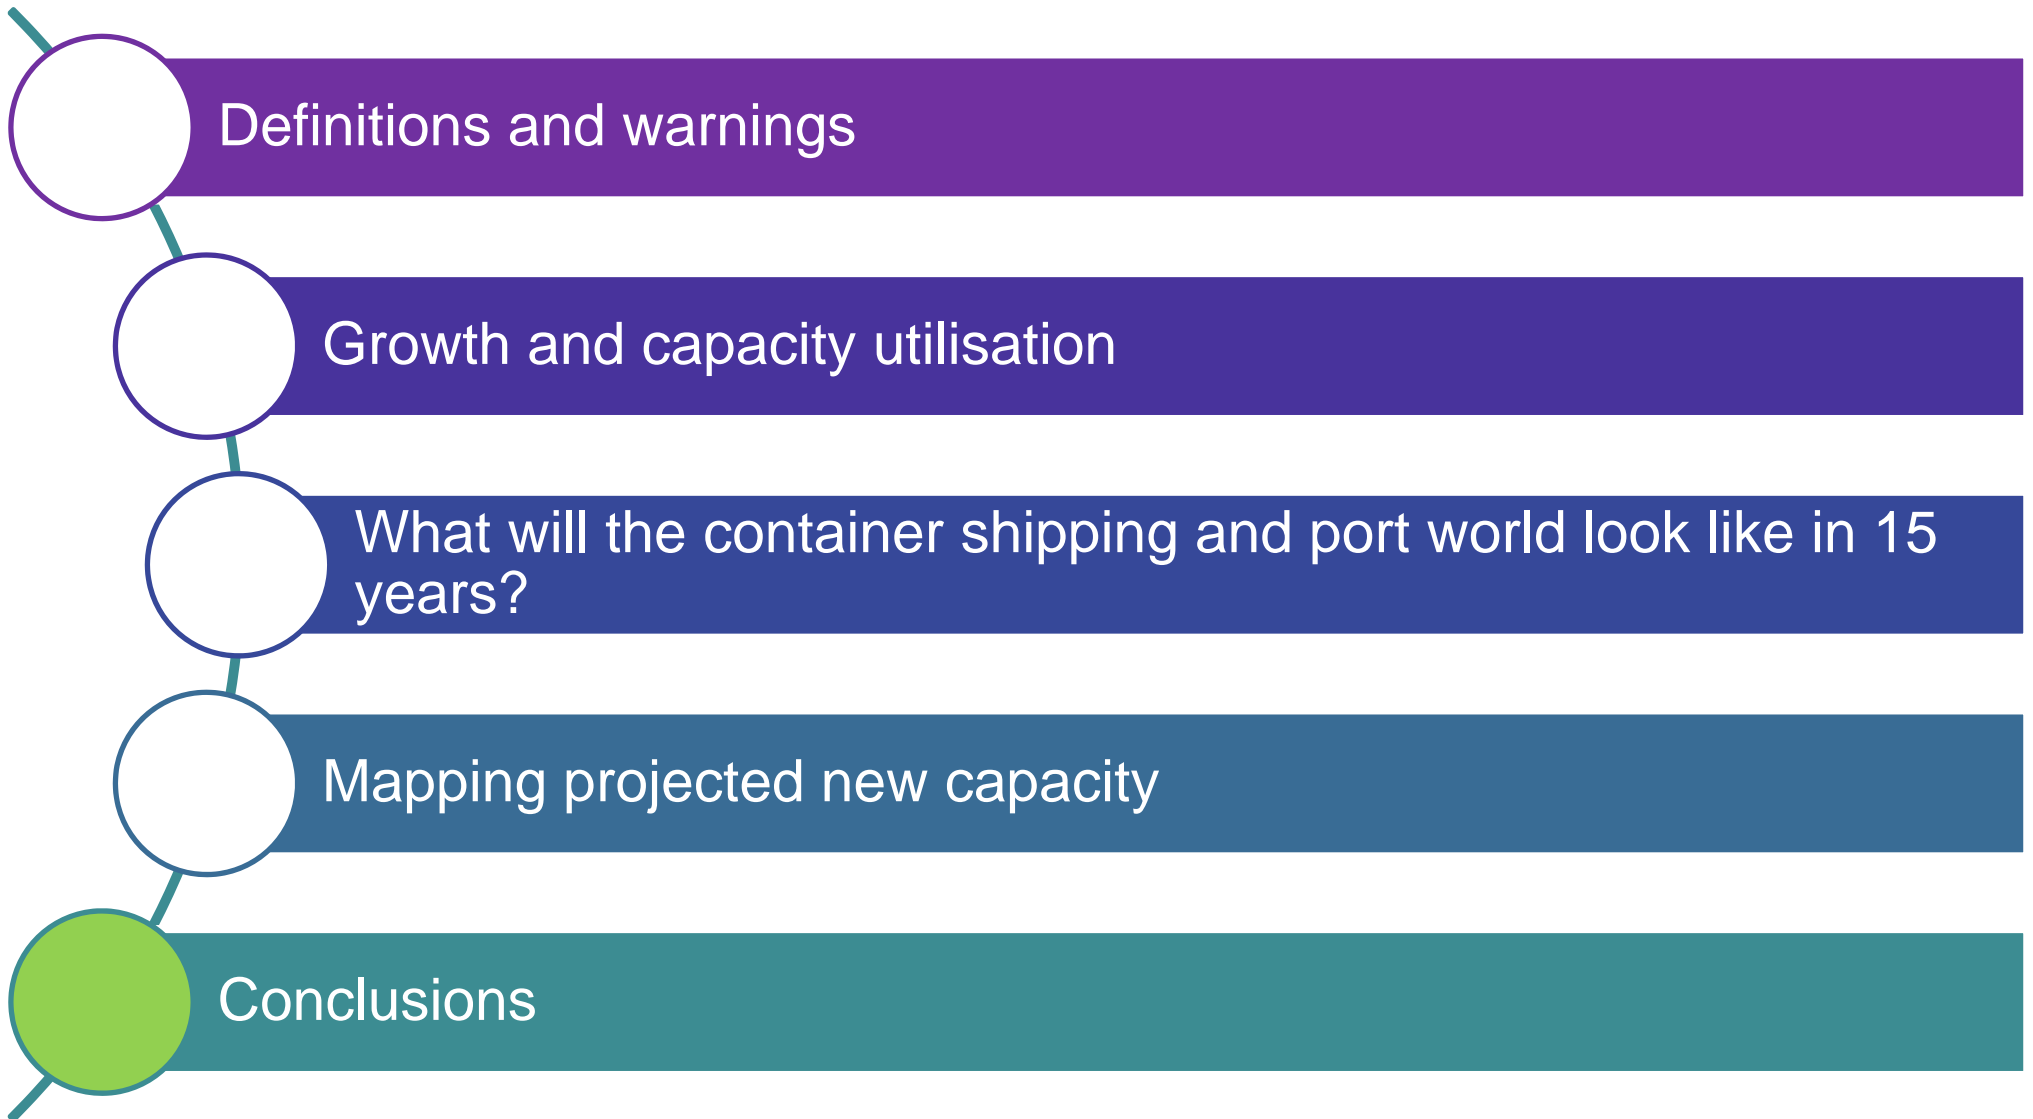 Definitions and warnings
Growth and capacity utilisation
What will the container shipping and port world look like in 15
years?
Mapping projected new capacity
Conclusions